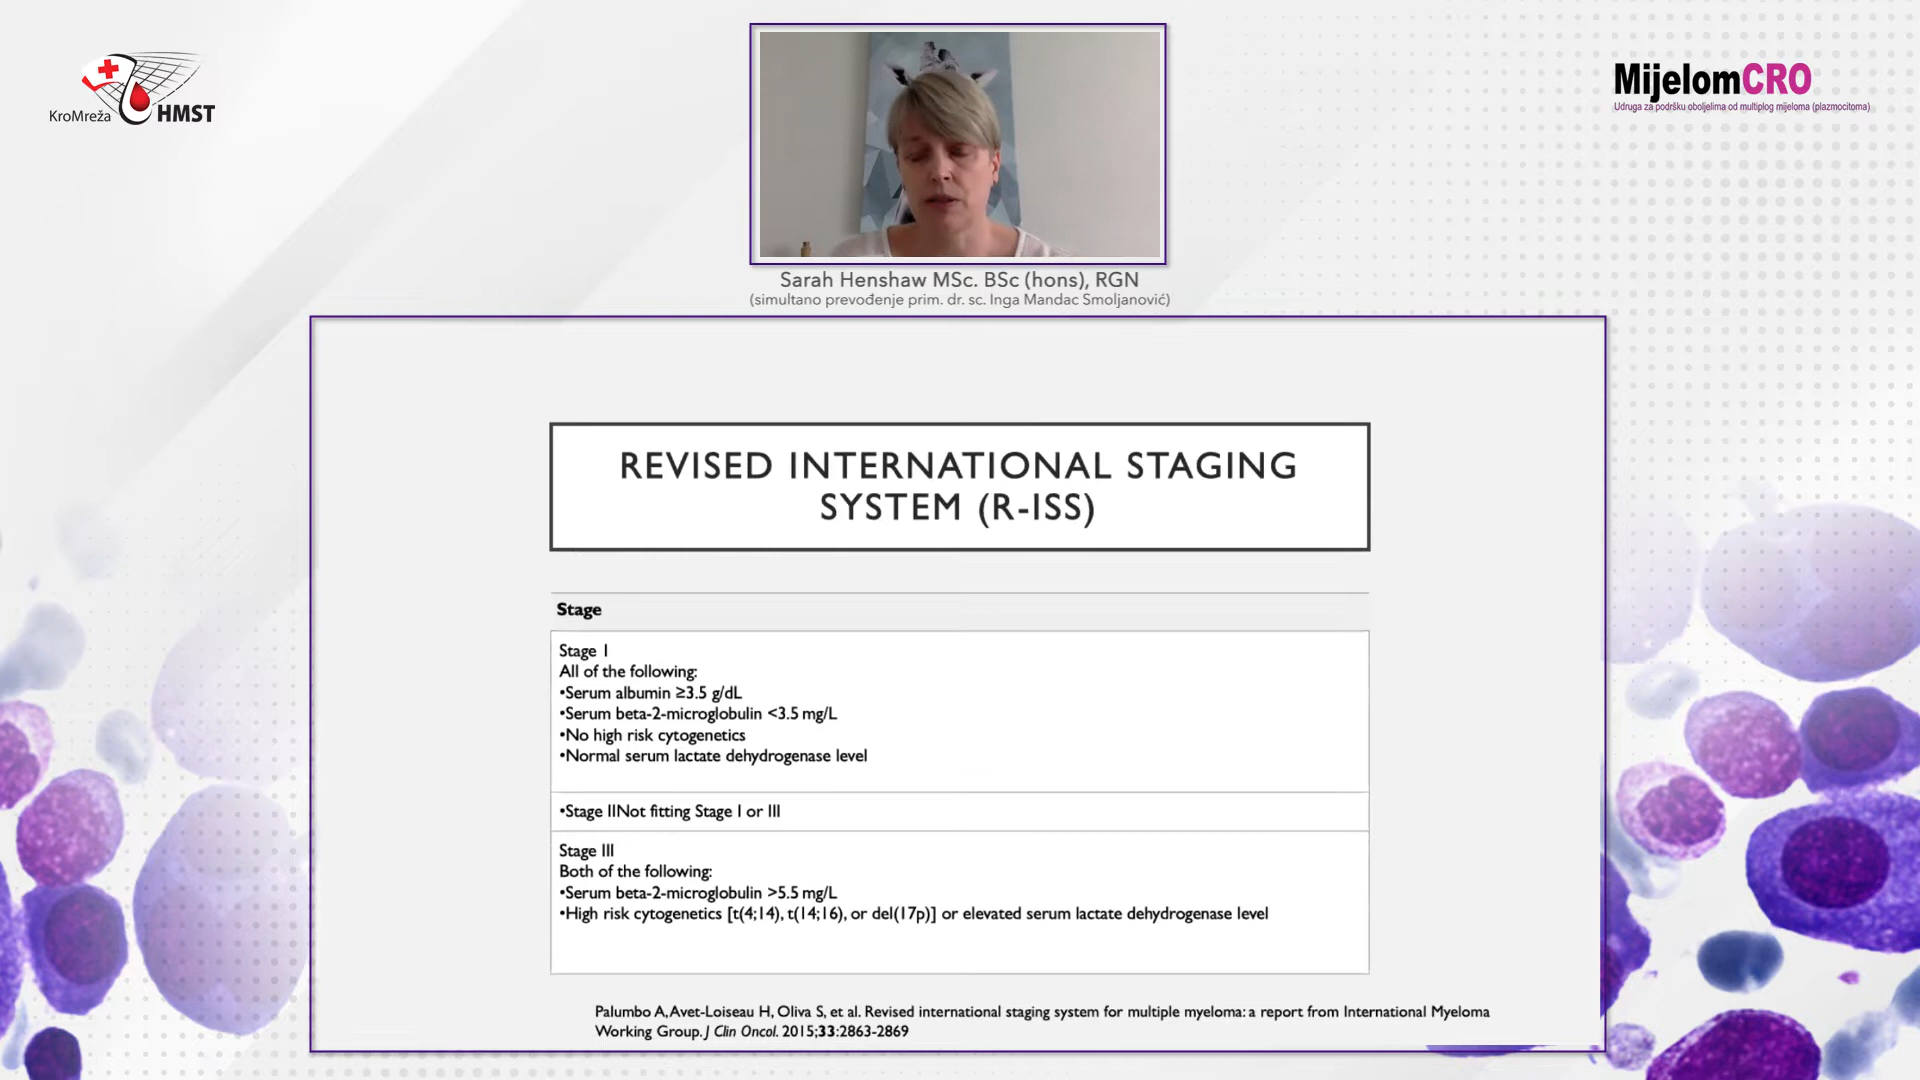 KroMreža HMST
MijelomCRO
Udruga za podršku oboljelima od multiplog mijeloma (plazmocitoma)
Sarah Henshaw MSc. BSc (hons), RGN
(simultano prevođenje prim. dr. sc. Inga Mandac Smoljanović)
REVISED INTERNATIONAL STAGING
SYSTEM (R-ISS)
Stage
Stage I
All of the following:
•Serum albumin ≥3.5 g/dL
•Serum beta-2-microglobulin <3.5 mg/L
•No high risk cytogenetics
•Normal serum lactate dehydrogenase level
•Stage IINot fitting Stage I or III
Stage III
Both of the following:
•Serum beta-2-microglobulin >5.5 mg/L
•High risk cytogenetics [t(4;14), t(14;16), or del(17p)] or elevated serum lactate dehydrogenase level
Palumbo A, Avet-Loiseau H, Oliva S, et al. Revised international staging system for multiple myeloma: a report from International Myeloma
Working Group. J Clin Oncol. 2015;33:2863-2869